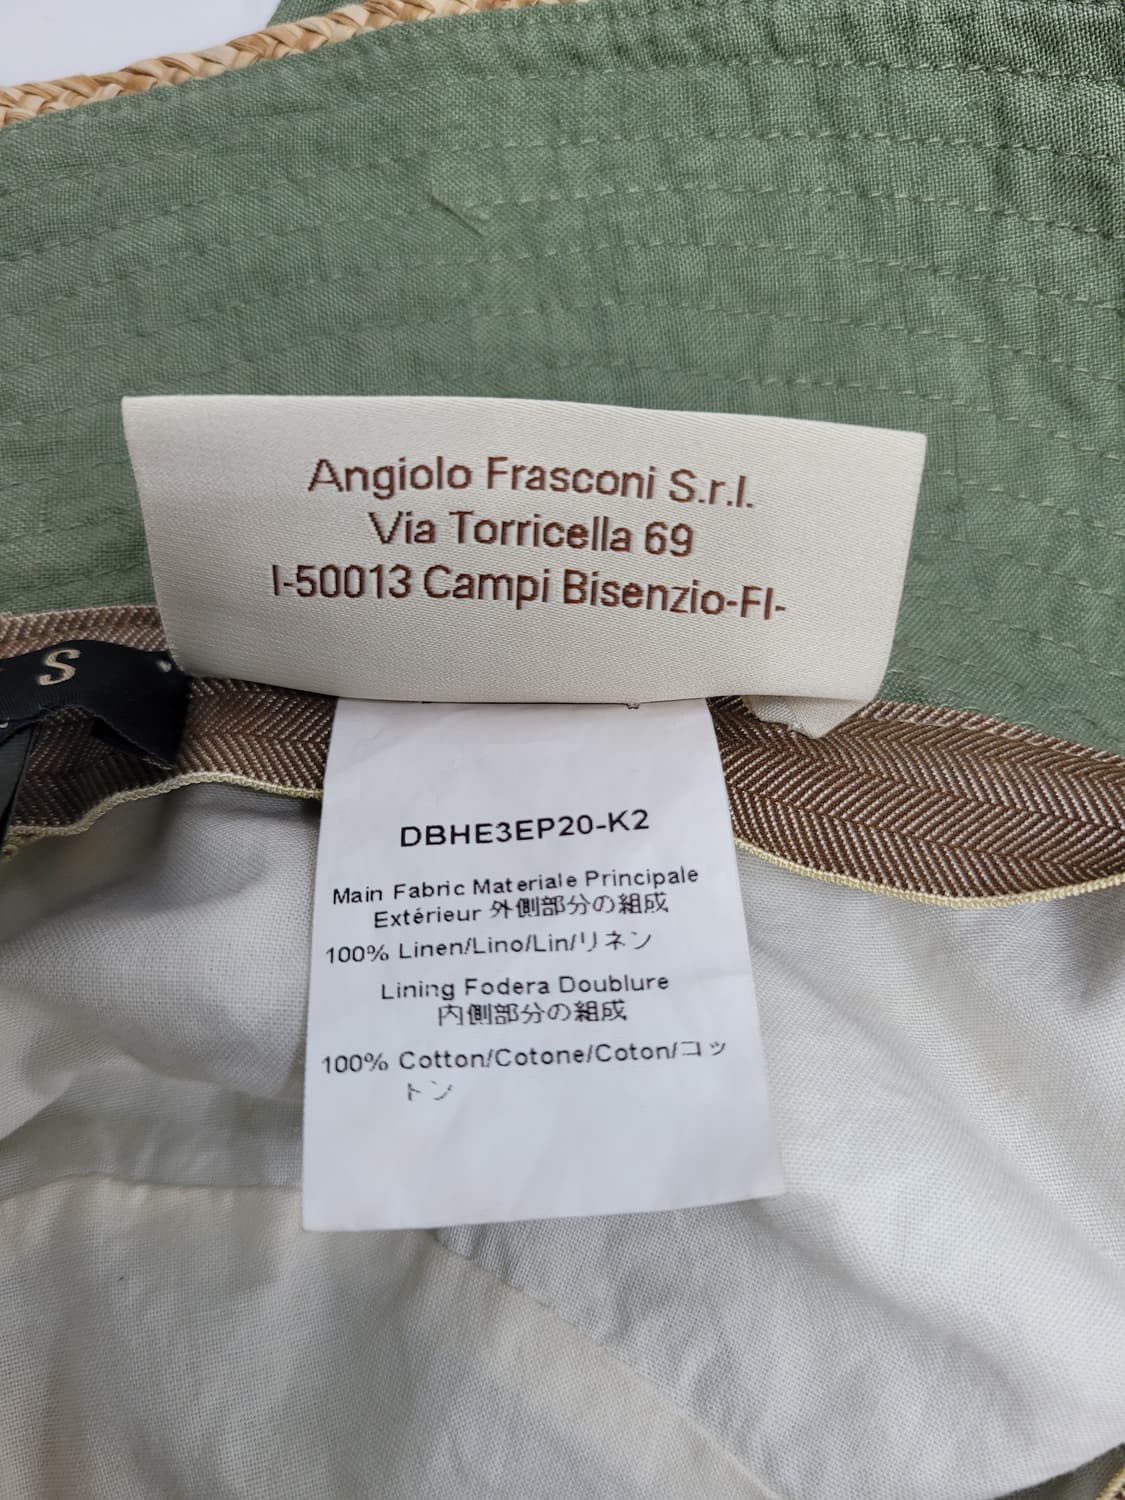 Angiolo Frasconi S.r.l.
Via Torricella 69
I-50013 Campi Bisenzio-FI-
S
DBHE3EP20-K2
Main Fabric Materiale Principale
Extérieur 外側部分の組成
100% Linen/Lino/Lin/リネン
Lining Fodera Doublure
内側部分の組成
100% Cotton/Cotone/Coton/コッ
トン